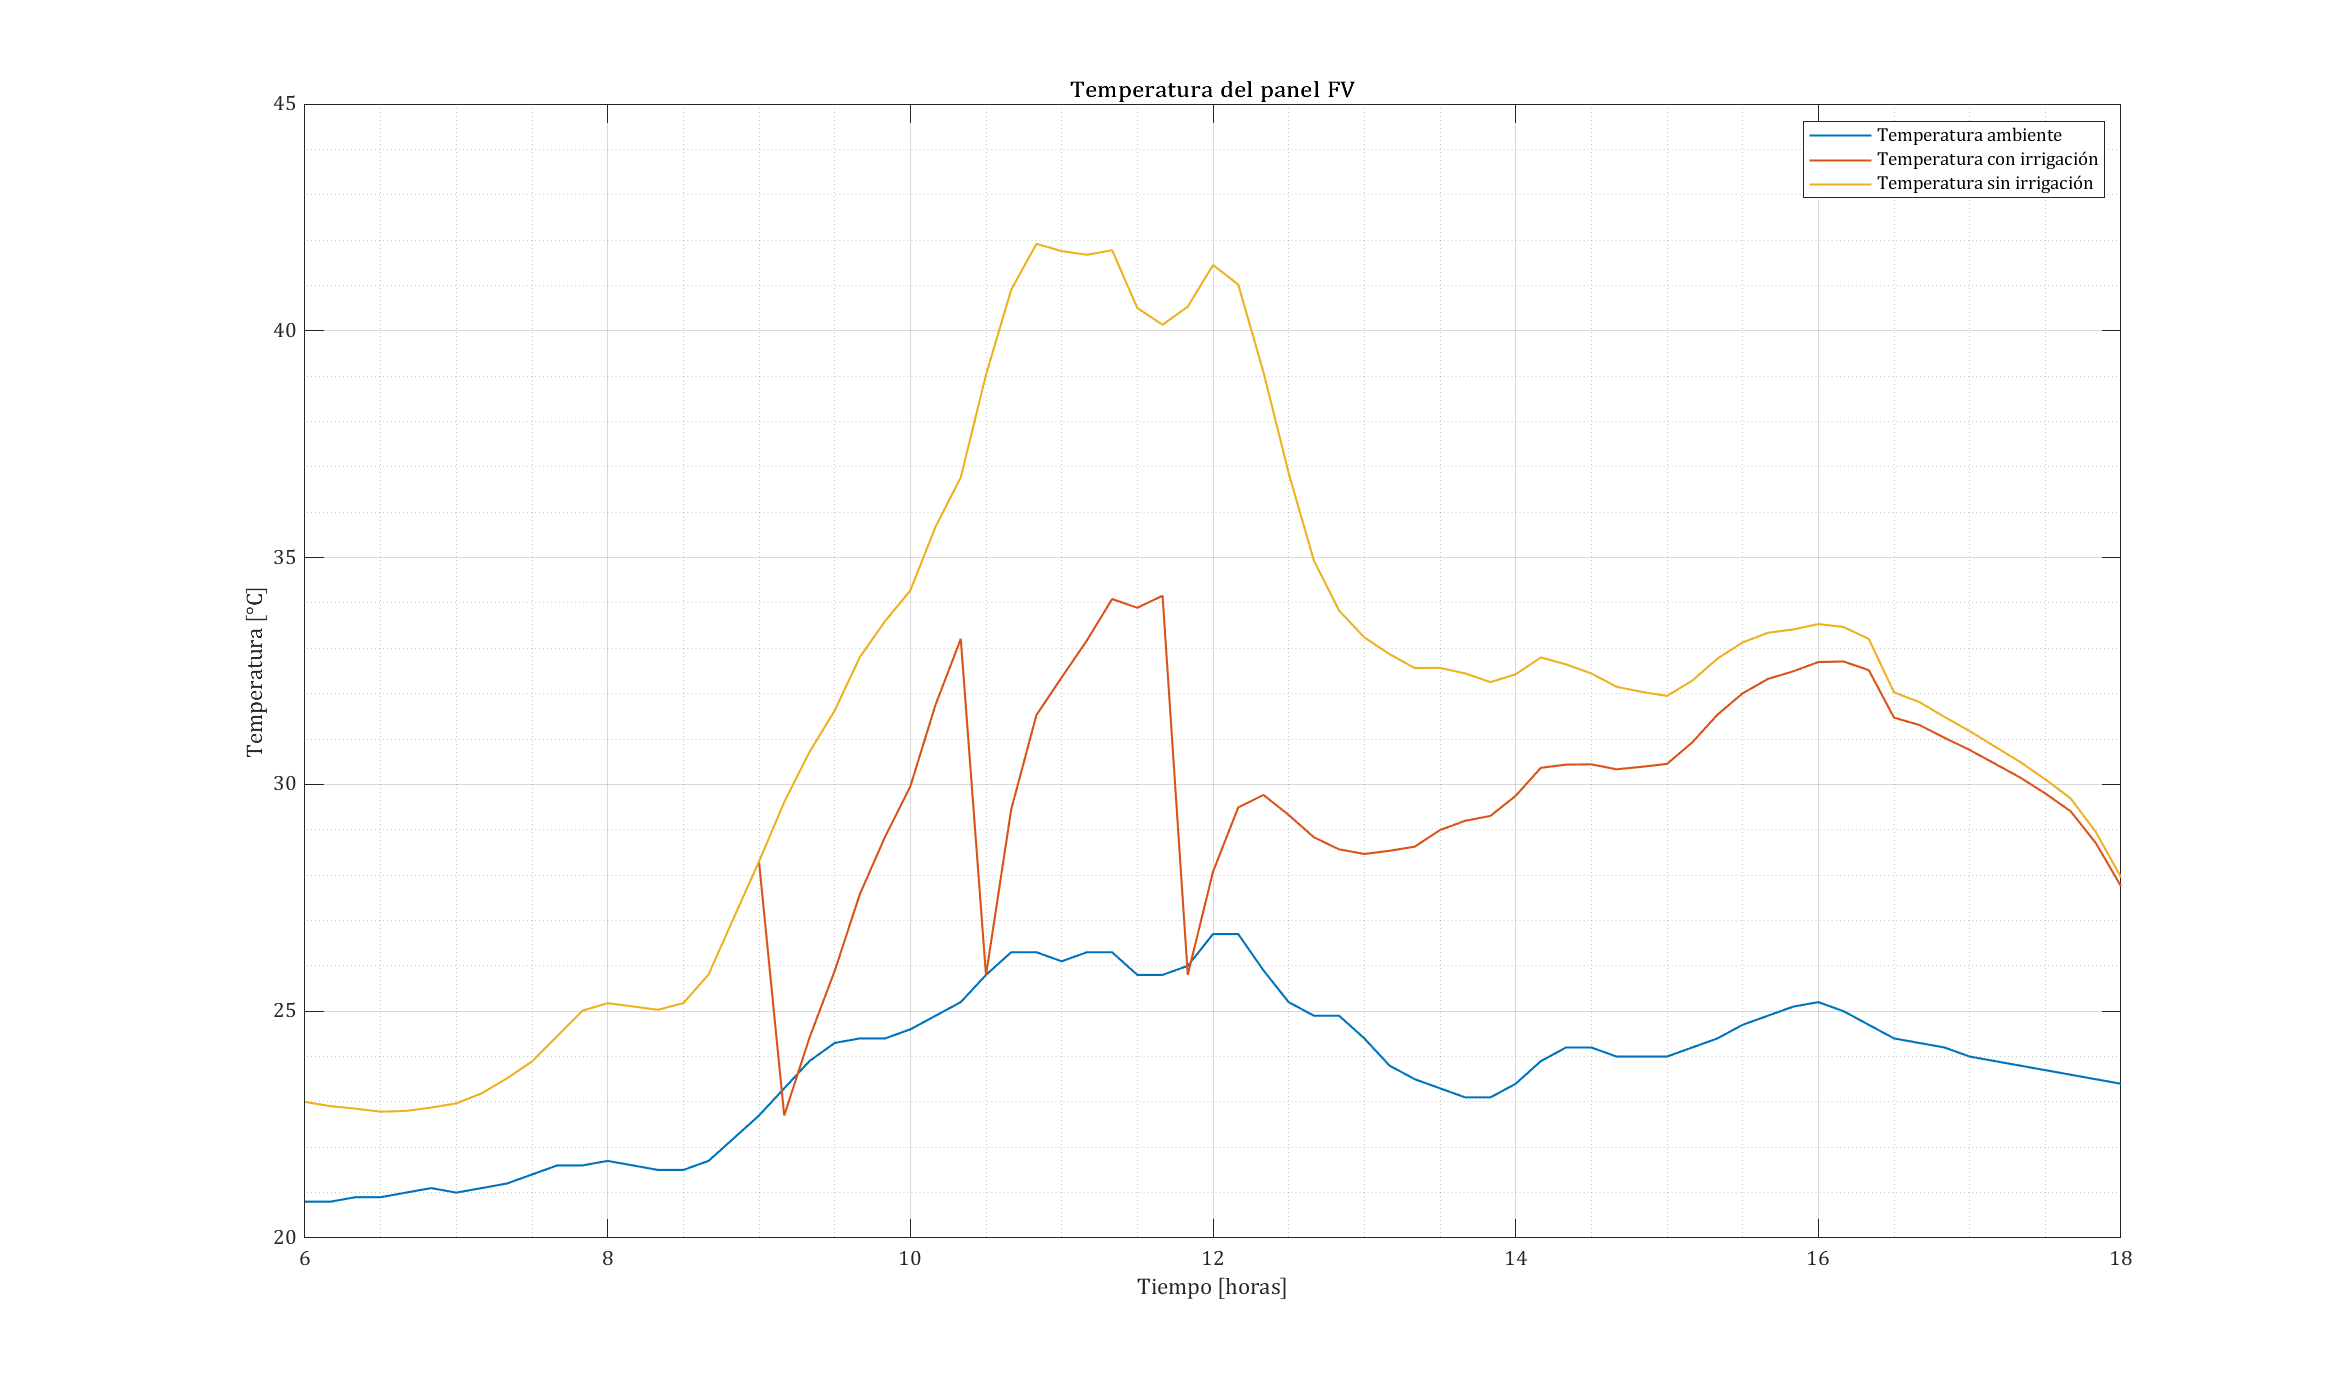 Temperatura del panel FV
Temperatura ambiente
Temperatura con irrigación
Temperatura sin irrigación
45
40
35
30
25
20
Temperatura [°C]
6 8 10 12 14 16 18
Tiempo [horas]